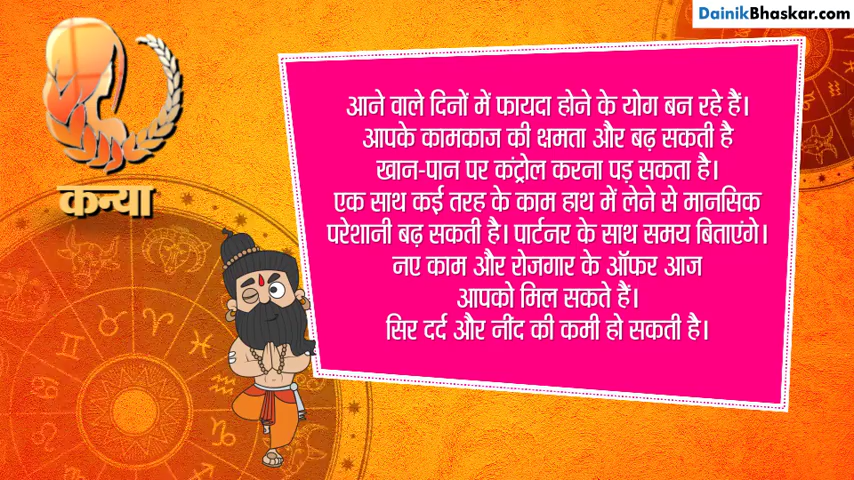 DainikBhaskar.com
कन्या
आने वाले दिनों में फायदा होने के योग बन रहे हैं।
आपके कामकाज की क्षमता और बढ़ सकती है
खान-पान पर कंट्रोल करना पड़ सकता है।
एक साथ कई तरह के काम हाथ में लेने से मानसिक
परेशानी बढ़ सकती है। पार्टनर के साथ समय बिताएंगे।
नए काम और रोजगार के ऑफर आज
आपको मिल सकते हैं।
सिर दर्द और नींद की कमी हो सकती है।